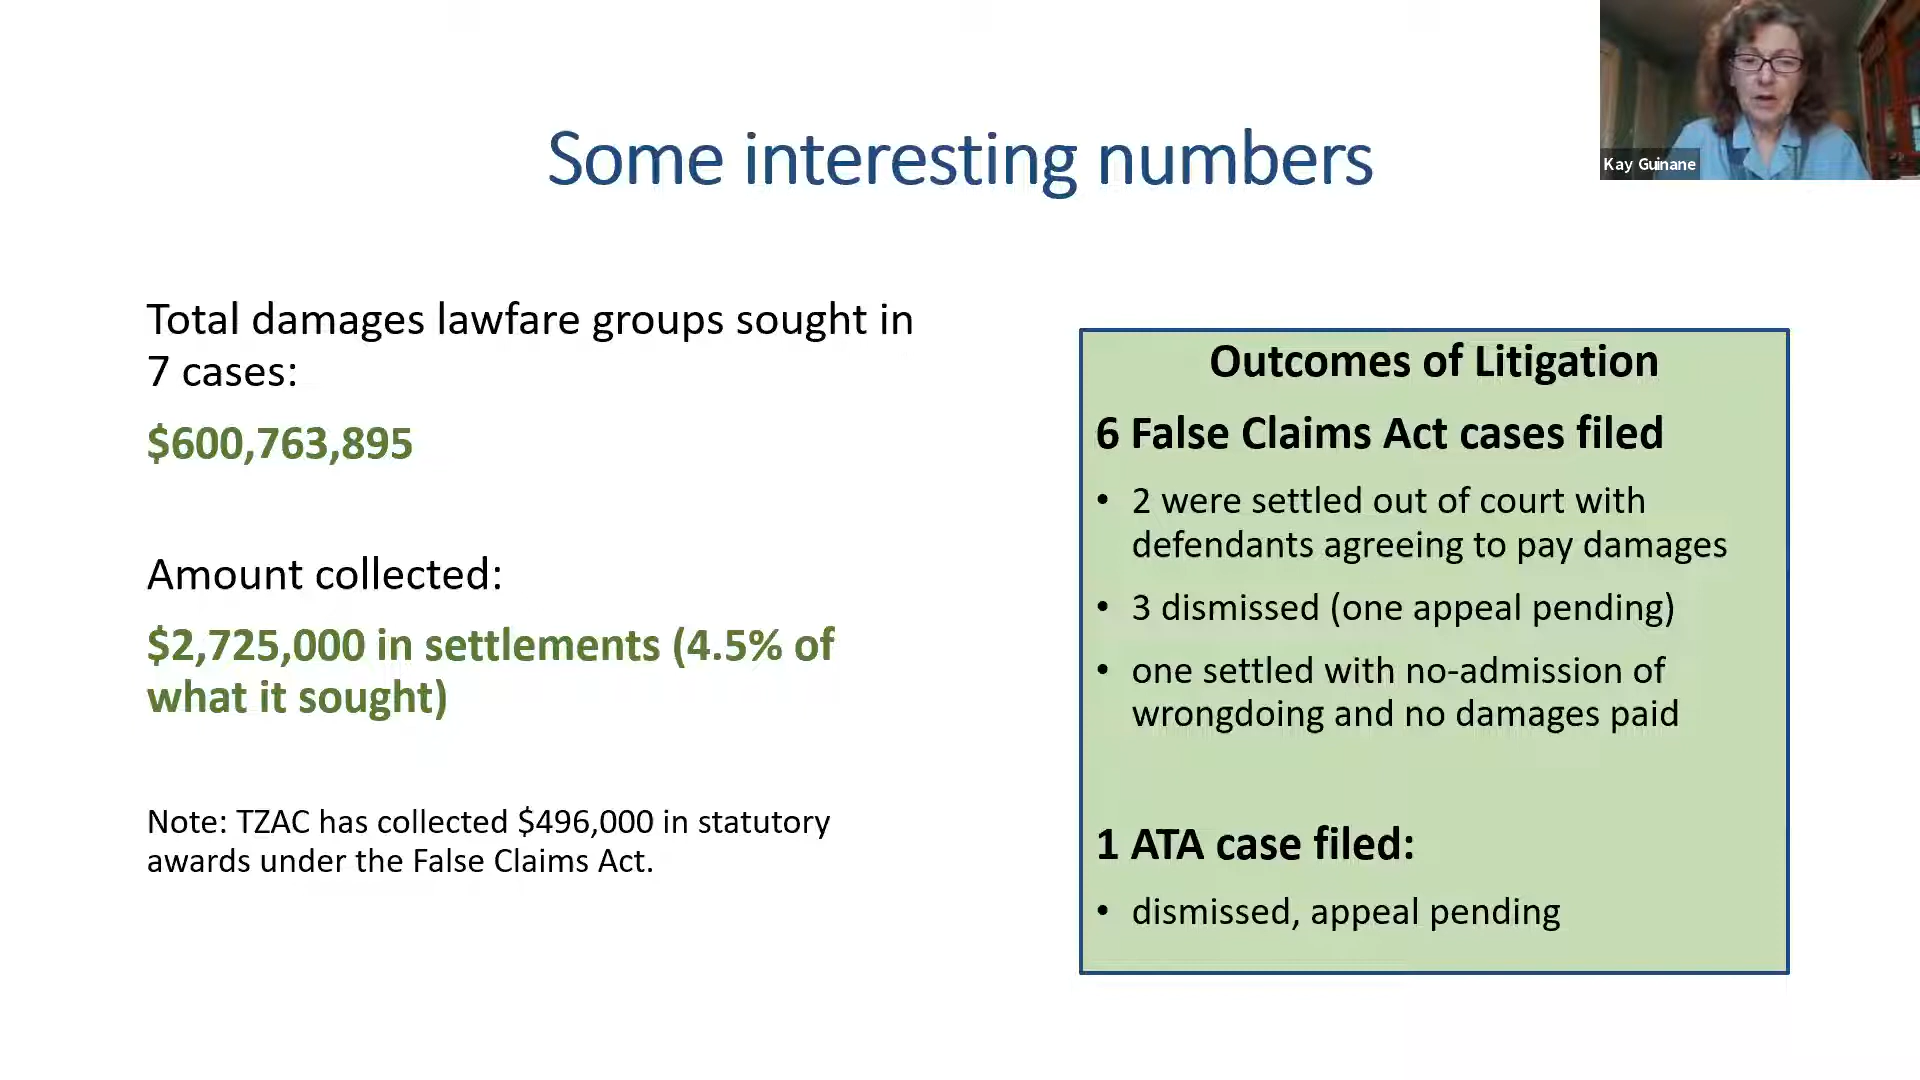 Kay Guinane
Some interesting numbers
Total damages lawfare groups sought in
7 cases:
$600,763,895
Amount collected:
$2,725,000 in settlements (4.5% of
what it sought)
Note: TZAC has collected $496,000 in statutory
awards under the False Claims Act.
Outcomes of Litigation
6 False Claims Act cases filed
• 2 were settled out of court with
defendants agreeing to pay damages
• 3 dismissed (one appeal pending)
• one settled with no-admission of
wrongdoing and no damages paid
1 ATA case filed:
• dismissed, appeal pending